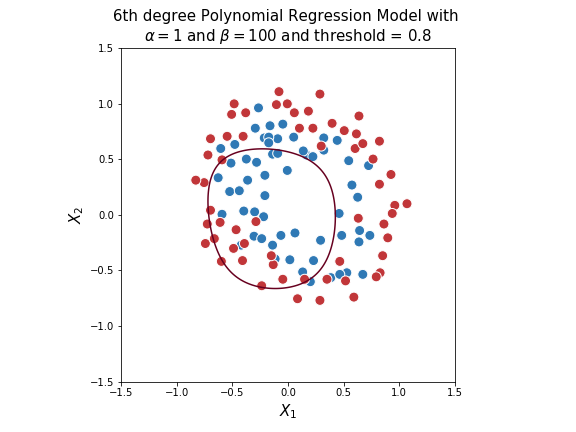 6th degree Polynomial Regression Model with
α = 1 and β = 100 and threshold = 0.8
1.5
1.0
0.5
0.0
−0.5
−1.0
−1.5
X₂
−1.5 −1.0 −0.5 0.0 0.5 1.0 1.5
X₁